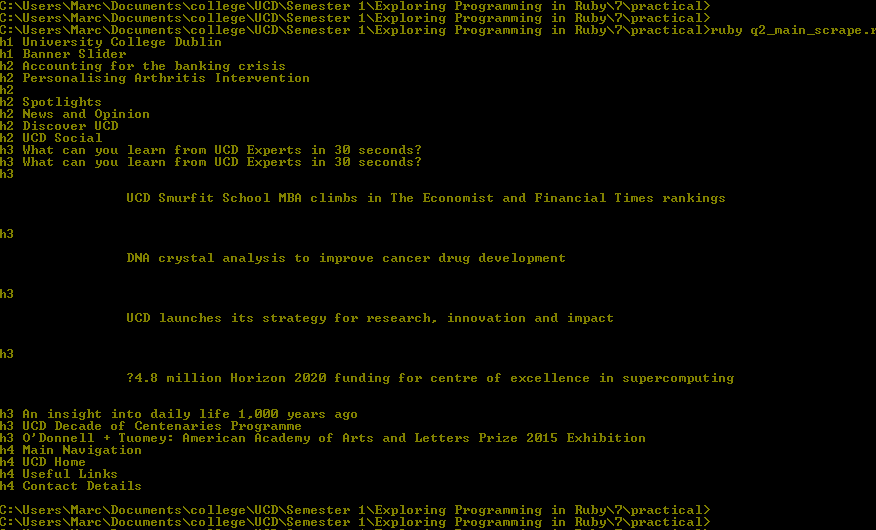 C:\Users\Marc\Documents\college\UCD\Semester 1\Exploring Programming in Ruby\7\practical>
C:\Users\Marc\Documents\college\UCD\Semester 1\Exploring Programming in Ruby\7\practical>
C:\Users\Marc\Documents\college\UCD\Semester 1\Exploring Programming in Ruby\7\practical>ruby q2_main_scrape.r
h1 University College Dublin
h1 Banner Slider
h2 Accounting for the banking crisis
h2 Personalising Arthritis Intervention
h2
h2 Spotlights
h2 News and Opinion
h2 Discover UCD
h2 UCD Social
h3 What can you learn from UCD Experts in 30 seconds?
h3 What can you learn from UCD Experts in 30 seconds?
h3
UCD Smurfit School MBA climbs in The Economist and Financial Times rankings
h3
DNA crystal analysis to improve cancer drug development
h3
UCD launches its strategy for research, innovation and impact
h3
?4.8 million Horizon 2020 funding for centre of excellence in supercomputing
h3 An insight into daily life 1,000 years ago
h3 UCD Decade of Centenaries Programme
h3 O'Donnell + Tuomey: American Academy of Arts and Letters Prize 2015 Exhibition
h4 Main Navigation
h4 UCD Home
h4 Useful Links
h4 Contact Details
C:\Users\Marc\Documents\college\UCD\Semester 1\Exploring Programming in Ruby\7\practical>
C:\Users\Marc\Documents\college\UCD\Semester 1\Exploring Programming in Ruby\7\practical>